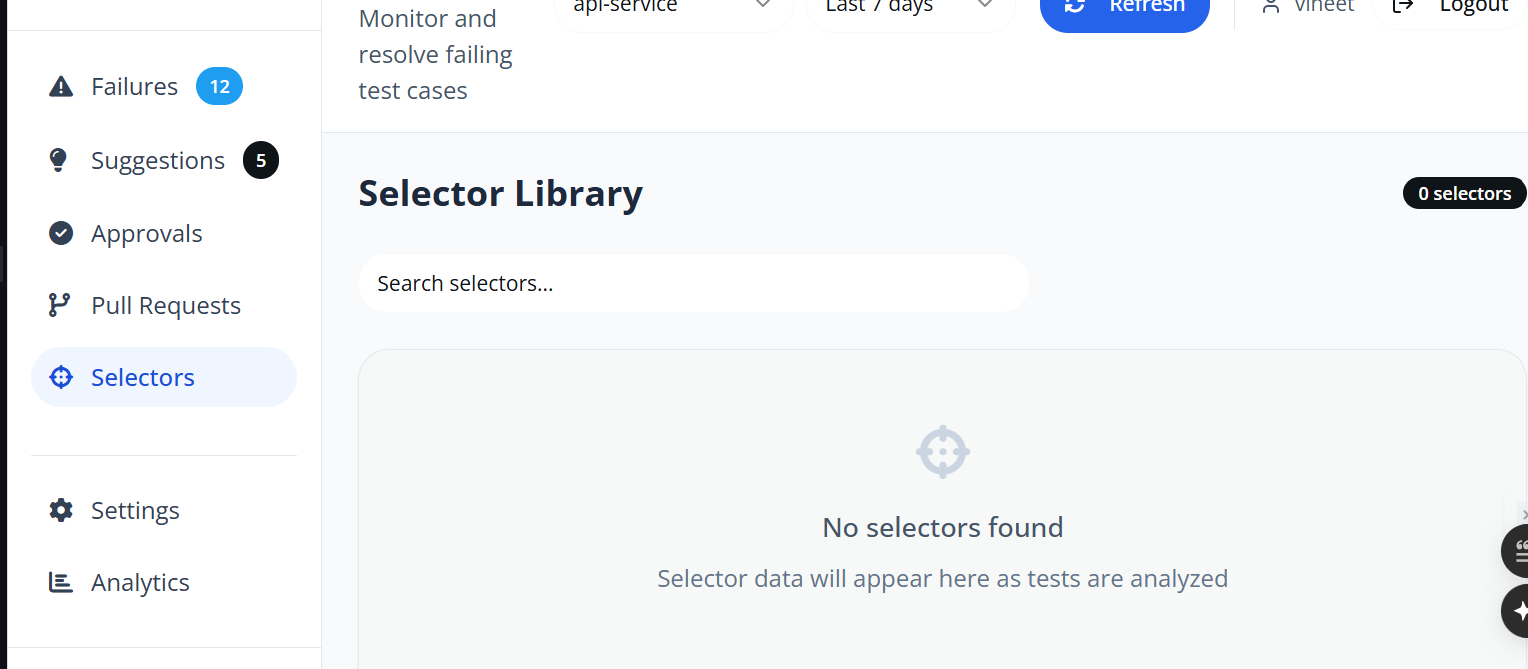 Monitor and
resolve failing
test cases
api-service
Last 7 days
Refresh
vineet
Logout
Failures 12
Suggestions 5
Approvals
Pull Requests
Selectors
Settings
Analytics
Selector Library
0 selectors
Search selectors...
No selectors found
Selector data will appear here as tests are analyzed